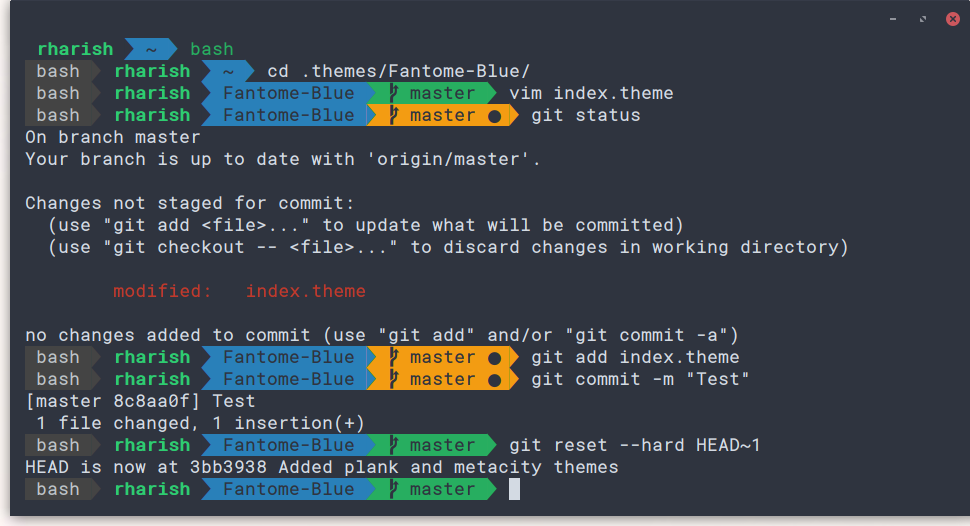 rharish ~ bash
bash rharish ~ cd .themes/Fantome-Blue/
bash rharish Fantome-Blue master vim index.theme
bash rharish Fantome-Blue master ● git status
On branch master
Your branch is up to date with 'origin/master'.
Changes not staged for commit:
(use "git add <file>..." to update what will be committed)
(use "git checkout -- <file>..." to discard changes in working directory)
modified:   index.theme
no changes added to commit (use "git add" and/or "git commit -a")
bash rharish Fantome-Blue master ● git add index.theme
bash rharish Fantome-Blue master ● git commit -m "Test"
[master 8c8aa0f] Test
1 file changed, 1 insertion(+)
bash rharish Fantome-Blue master git reset --hard HEAD~1
HEAD is now at 3bb3938 Added plank and metacity themes
bash rharish Fantome-Blue master